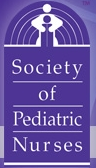 Society
of
Pediatric
Nurses